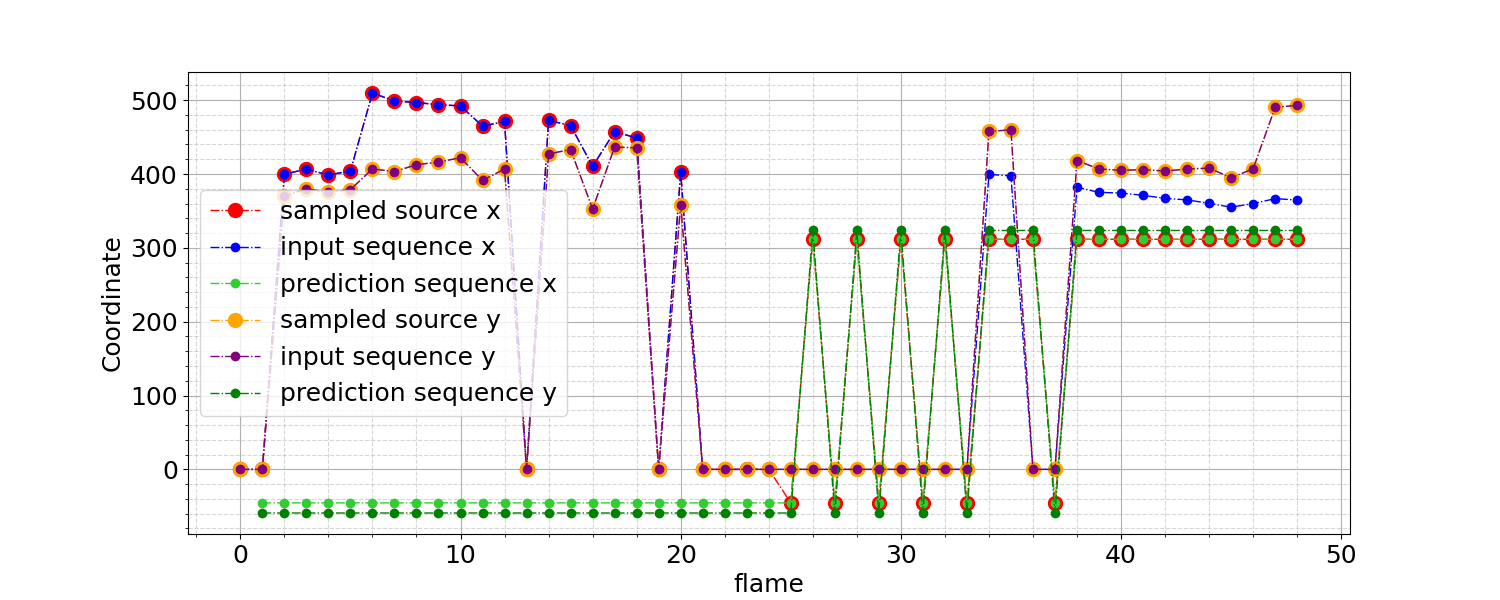 500
400
300
200
100
0
Coordinate
sampled source x
input sequence x
prediction sequence x
sampled source y
input sequence y
prediction sequence y
0 10 20 30 40 50
flame